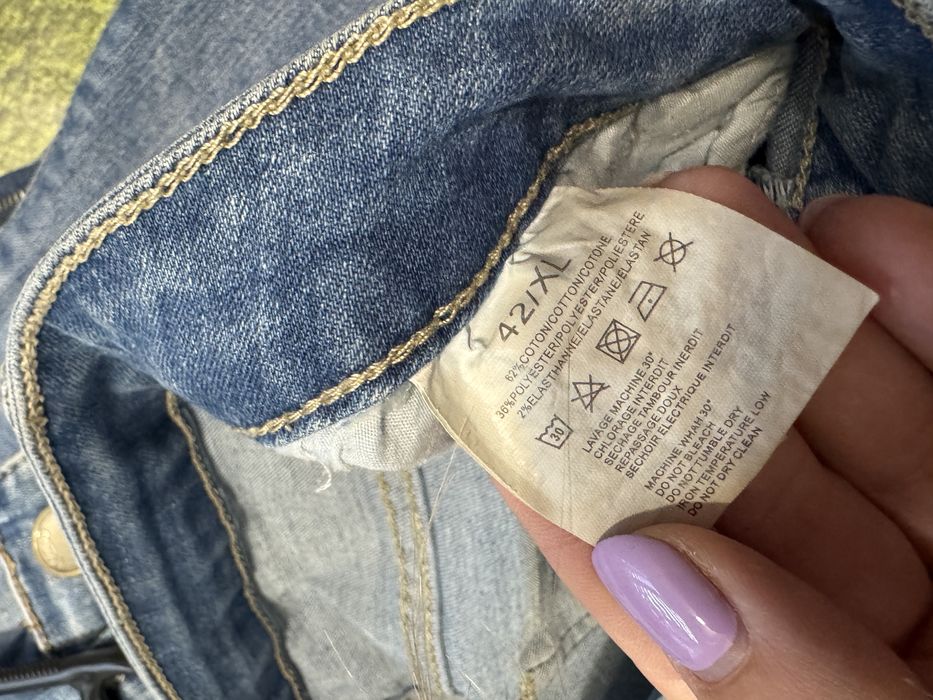 42/XL
62%COTON/COTTON/COTONE
36%POLYESTER/POLYESTER/POLIESTERE
2%ELASTHANNE/ELASTANE/ELASTAN
30
LAVAGE MACHINE 30°
CHLORAGE INTERDIT
SECHAGE TAMBOUR INERDIT
REPASSAGE DOUX
SECHOIR ELECTRIQUE INTERDIT
MACHINE WHAH 30°
DO NOT BLEACH
DO NOT TUMBLE DRY
IRON TEMPERATURE LOW
DO NOT DRY CLEAN